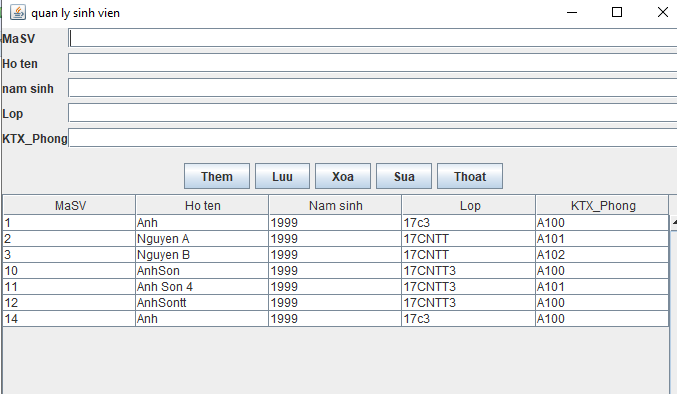 quan ly sinh vien
MaSV
Ho ten
nam sinh
Lop
KTX_Phong
Them Luu Xoa Sua Thoat
MaSV Ho ten Nam sinh Lop KTX_Phong
1 Anh 1999 17c3 A100
2 Nguyen A 1999 17CNTT A101
3 Nguyen B 1999 17CNTT A102
10 AnhSon 1999 17CNTT3 A100
11 Anh Son 4 1999 17CNTT3 A101
12 AnhSontt 1999 17CNTT3 A100
14 Anh 1999 17c3 A100